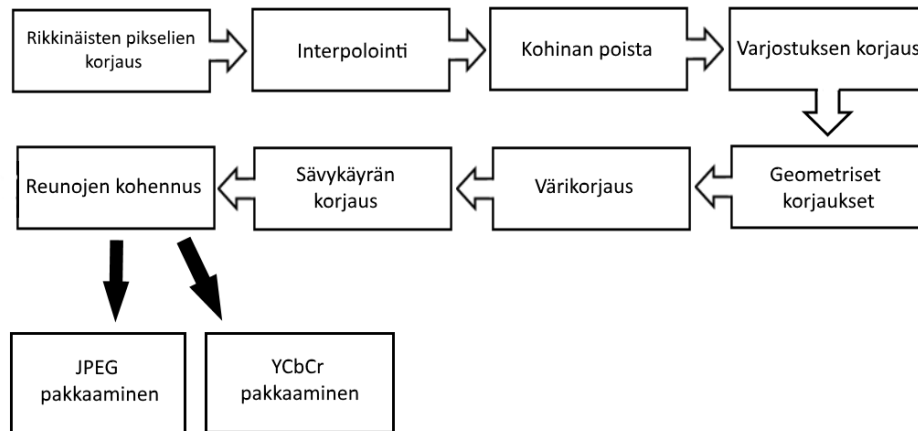 Rikkinäisten pikselien
korjaus
Interpolointi
Kohinan poista
Varjostuksen korjaus
Geometriset
korjaukset
Värikorjaus
Sävykäyrän
korjaus
Reunojen kohennus
JPEG
pakkaaminen
YCbCr
pakkaaminen